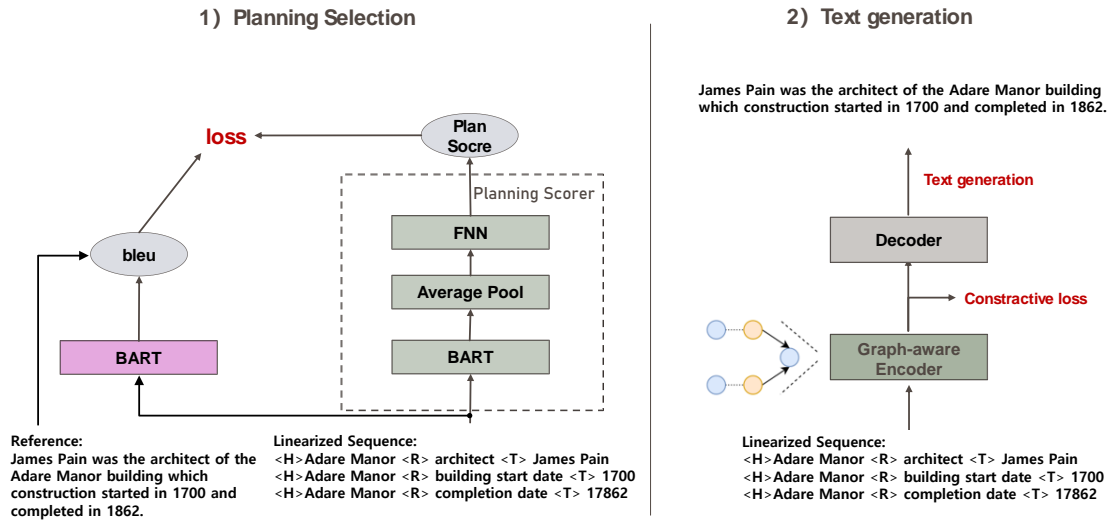 1) Planning Selection
loss
Plan
Socre
Planning Scorer
FNN
bleu
Average Pool
BART
BART
Reference:
James Pain was the architect of the
Adare Manor building which
construction started in 1700 and
completed in 1862.
Linearized Sequence:
<H>Adare Manor <R> architect <T> James Pain
<H>Adare Manor <R> building start date <T> 1700
<H>Adare Manor <R> completion date <T> 17862
2) Text generation
James Pain was the architect of the Adare Manor building
which construction started in 1700 and completed in 1862.
Text generation
Decoder
Constractive loss
Graph-aware
Encoder
Linearized Sequence:
<H>Adare Manor <R> architect <T> James Pain
<H>Adare Manor <R> building start date <T> 1700
<H>Adare Manor <R> completion date <T> 17862